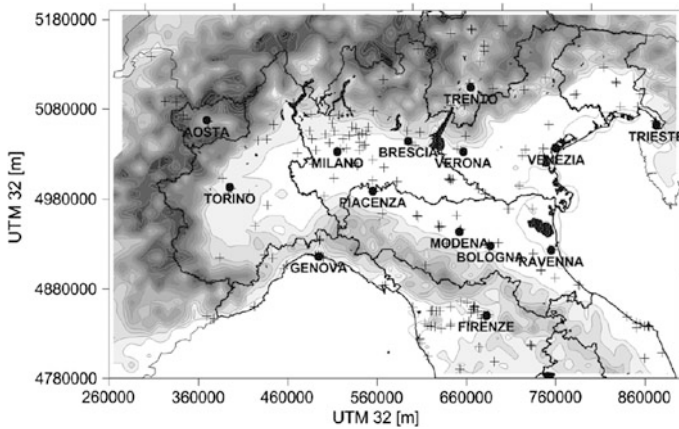 5180000
5080000
4980000
4880000
4780000
UTM 32 [m]
TRENTO
AOSTA
TRIESTE
BRESCIA
MILANO
VERONA
VENEZIA
TORINO
PIACENZA
MODENA
BOLOGNA
RAVENNA
GENOVA
FIRENZE
260000 360000 460000 560000 660000 760000 860000
UTM 32 [m]